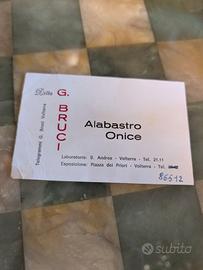 Ditta G.
BRUCI
Alabastro
Onice
Telegrammi G. Bruci Volterra
Laboratorio: S. Andrea - Volterra - Tel. 21.11
Esposizione: Piazza dei Priori - Volterra - Tel.
86512
subito